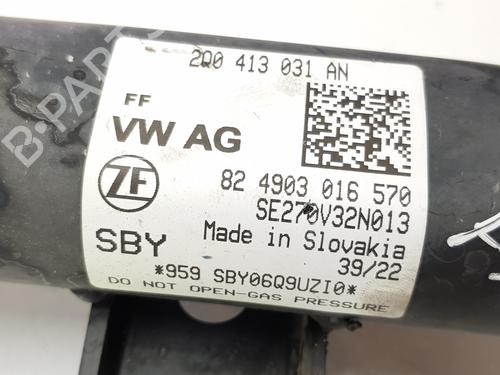 2Q0 413 031 AN
FF
VW AG
ZF
82 4903 016 570
SE270V32N013
SBY
Made in Slovakia
39/22
*959 SBY06Q9UZI0*
DO NOT OPEN-GAS PRESSURE
B-PARTS